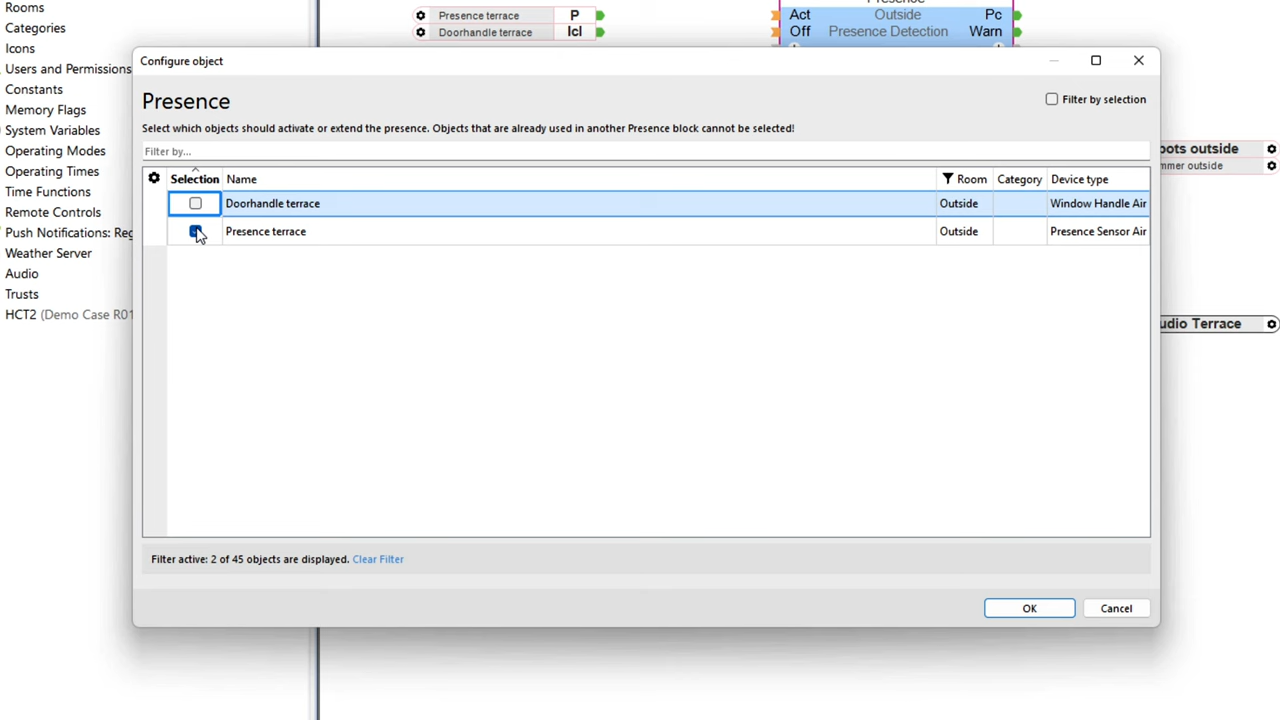 Rooms
Categories
Icons
Users and Permissions
Constants
Memory Flags
System Variables
Operating Modes
Operating Times
Time Functions
Remote Controls
Push Notifications: Reg
Weather Server
Audio
Trusts
HCT2 (Demo Case R01
Presence terrace P
Doorhandle terrace Icl
Presence
Act Outside Pc
Off Presence Detection Warn
Configure object
Presence
Filter by selection
Select which objects should activate or extend the presence. Objects that are already used in another Presence block cannot be selected!
Filter by...
Selection Name Room Category Device type
Doorhandle terrace Outside Window Handle Air
Presence terrace Outside Presence Sensor Air
Filter active: 2 of 45 objects are displayed. Clear Filter
OK Cancel
pots outside
mmer outside
udio Terrace